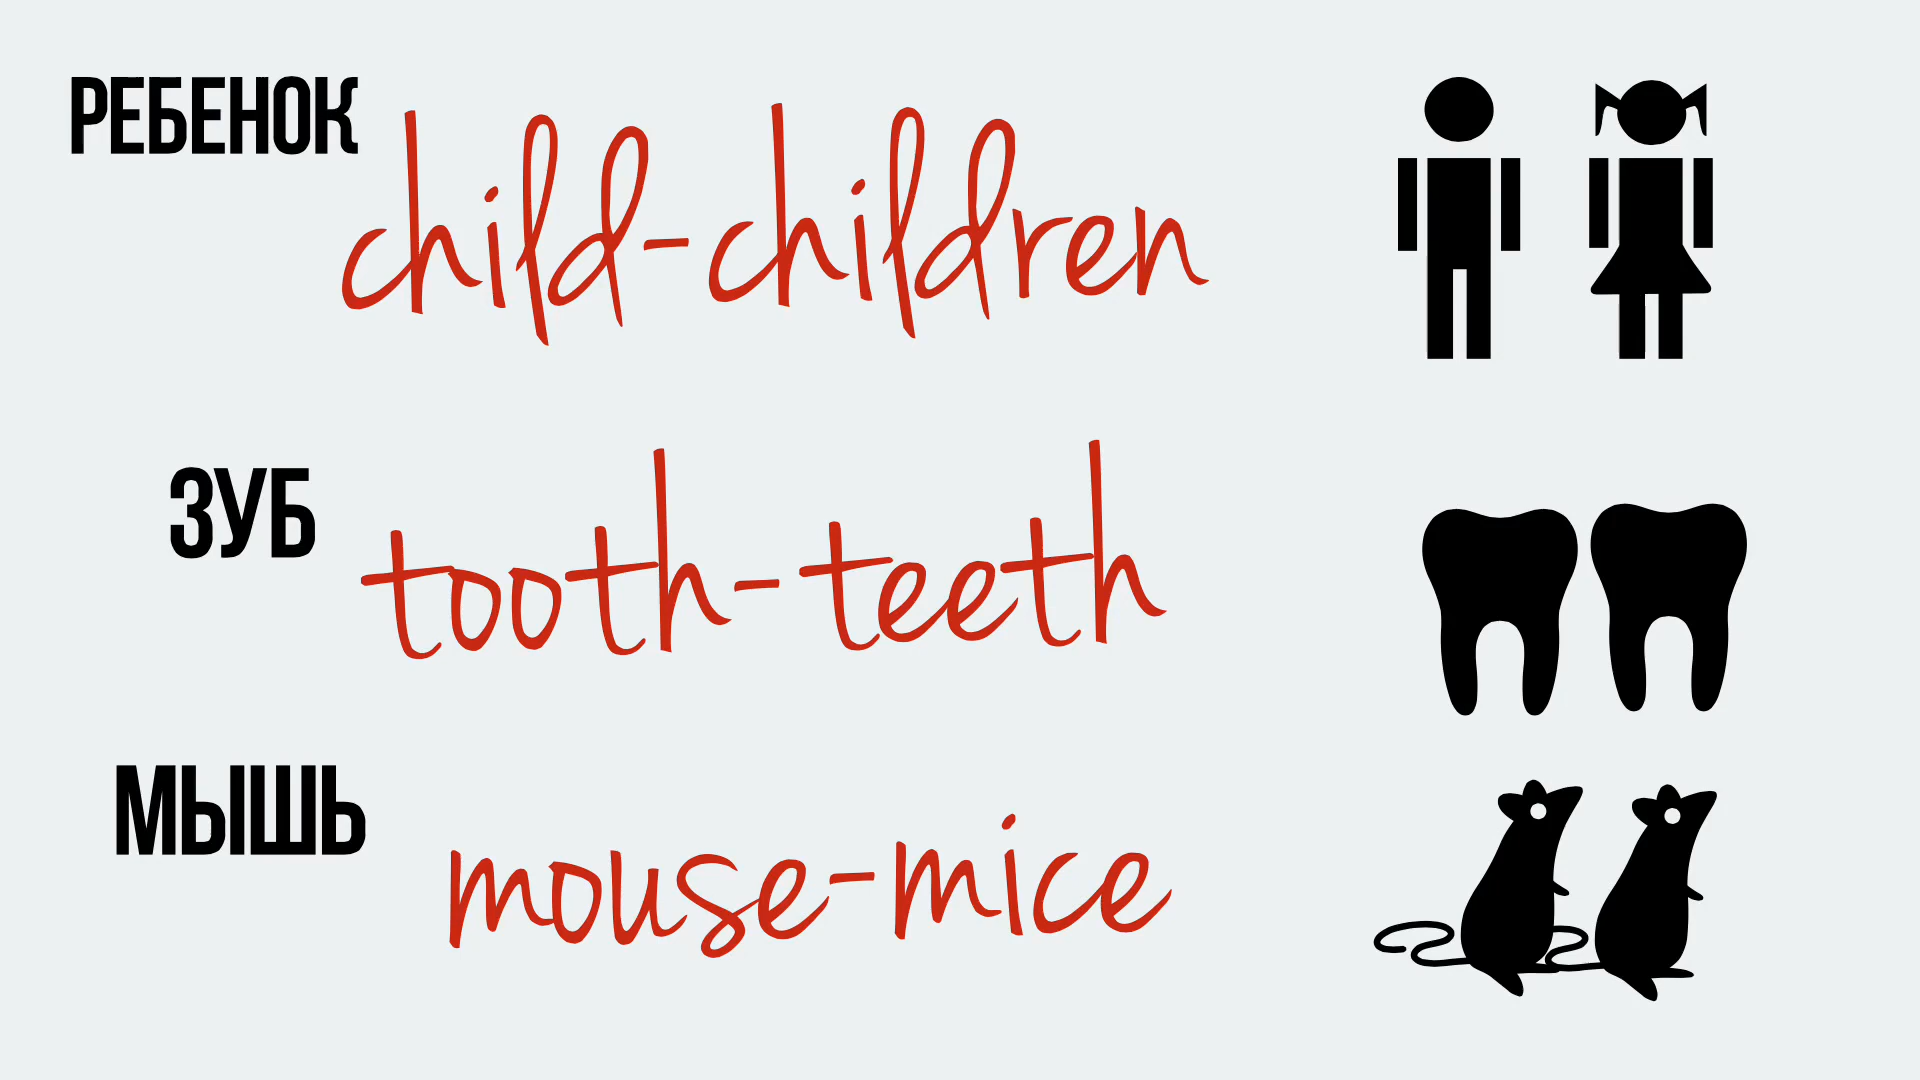 РЕБЕНОК
child-children
ЗУБ
tooth-teeth
МЫШЬ
mouse-mice